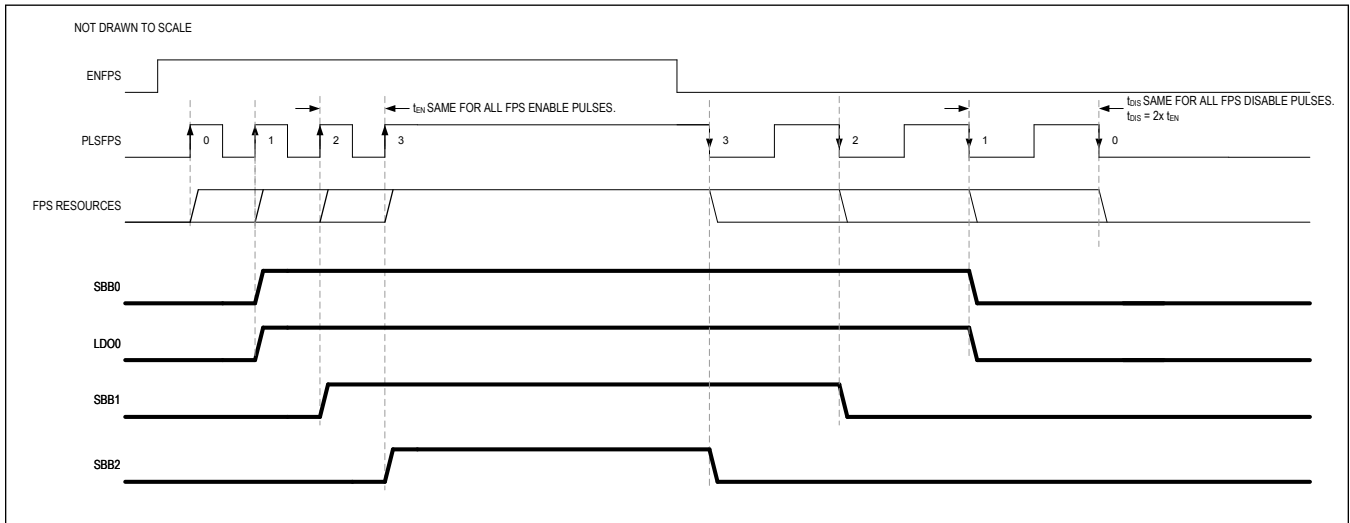 NOT DRAWN TO SCALE
ENFPS
tEN SAME FOR ALL FPS ENABLE PULSES.
tDIS SAME FOR ALL FPS DISABLE PULSES.
tDIS = 2x tEN
PLSFPS
0 1 2 3 3 2 1 0
FPS RESOURCES
SBB0
LDO0
SBB1
SBB2